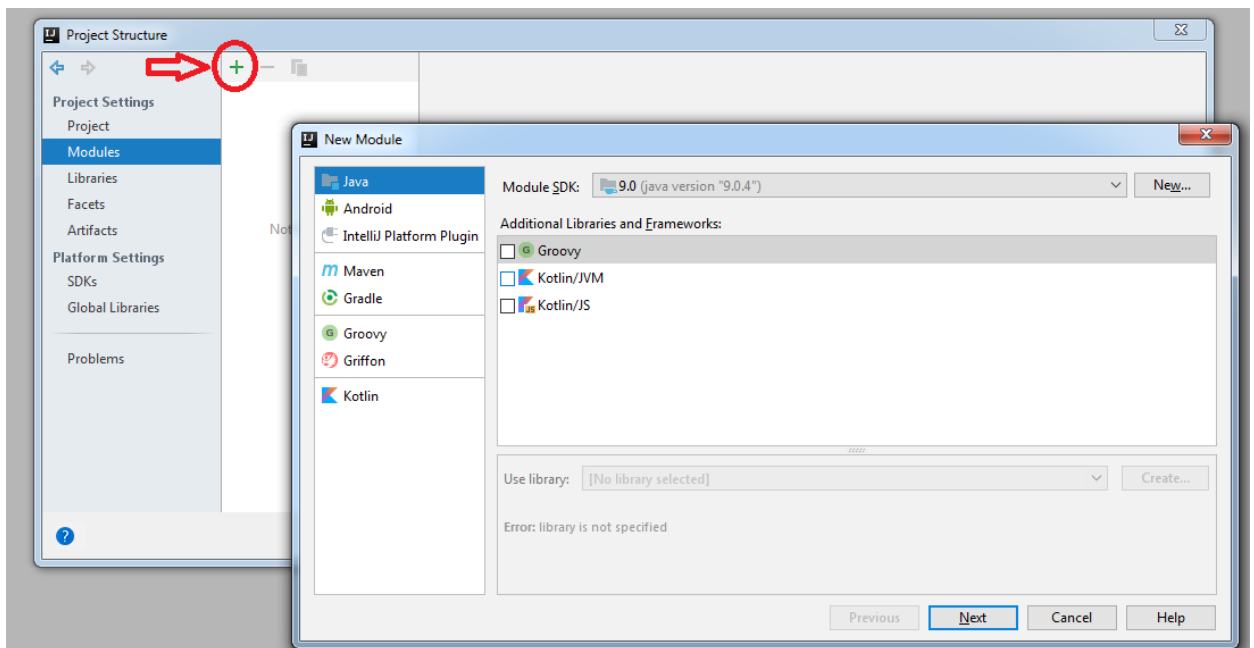 Project Structure
Project Settings
Project
Modules
Libraries
Facets
Artifacts
Platform Settings
SDKs
Global Libraries
Problems
Not
New Module
Java
Android
IntelliJ Platform Plugin
Maven
Gradle
Groovy
Griffon
Kotlin
Module SDK: 9.0 (java version "9.0.4") New...
Additional Libraries and Frameworks:
Groovy
Kotlin/JVM
Kotlin/JS
Use library: [No library selected] Create...
Error: library is not specified
Previous Next Cancel Help